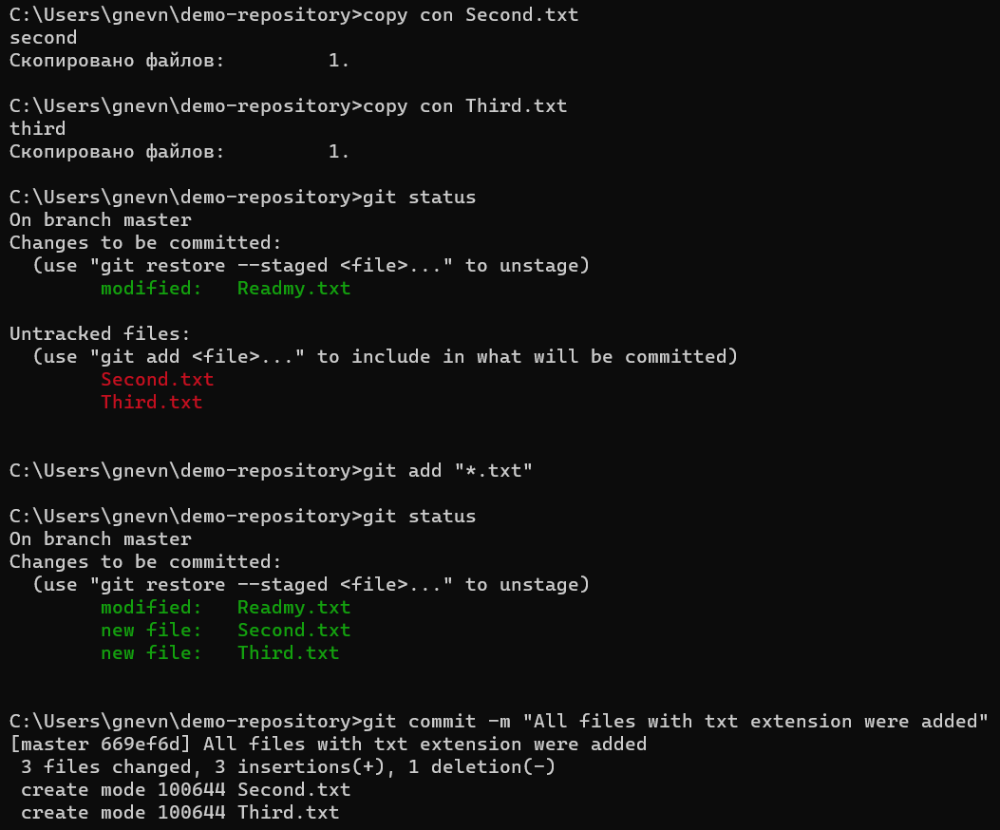 C:\Users\gnevn\demo-repository>copy con Second.txt
second
Скопировано файлов:         1.
C:\Users\gnevn\demo-repository>copy con Third.txt
third
Скопировано файлов:         1.
C:\Users\gnevn\demo-repository>git status
On branch master
Changes to be committed:
  (use "git restore --staged <file>..." to unstage)
        modified:   Readmy.txt
Untracked files:
  (use "git add <file>..." to include in what will be committed)
        Second.txt
        Third.txt
C:\Users\gnevn\demo-repository>git add "*.txt"
C:\Users\gnevn\demo-repository>git status
On branch master
Changes to be committed:
  (use "git restore --staged <file>..." to unstage)
        modified:   Readmy.txt
        new file:   Second.txt
        new file:   Third.txt
C:\Users\gnevn\demo-repository>git commit -m "All files with txt extension were added"
[master 669ef6d] All files with txt extension were added
 3 files changed, 3 insertions(+), 1 deletion(-)
 create mode 100644 Second.txt
 create mode 100644 Third.txt